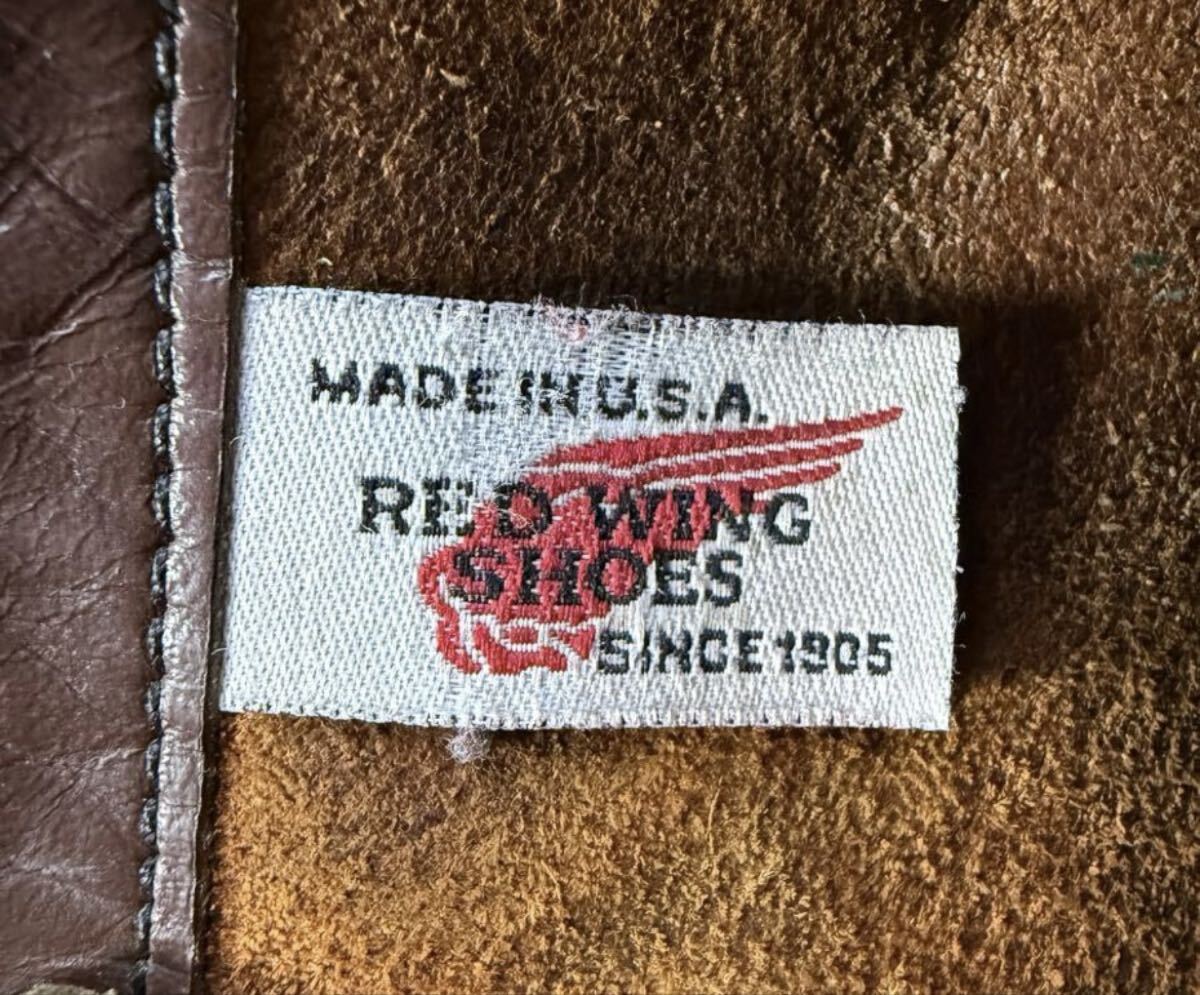 MADE IN U.S.A.
RED WING
SHOES
SINCE 1905